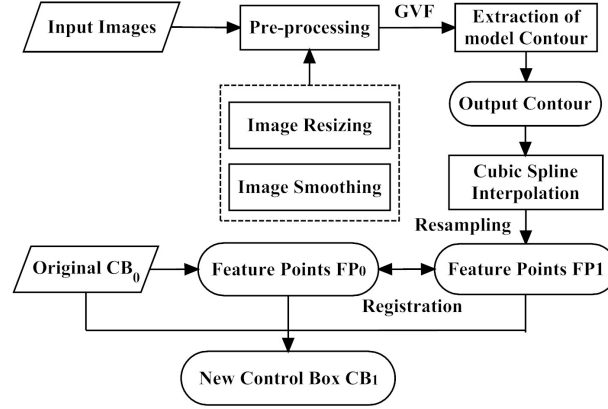 Input Images
Pre-processing
GVF
Extraction of
model Contour
Image Resizing
Image Smoothing
Output Contour
Cubic Spline
Interpolation
Resampling
Original CB₀
Feature Points FP₀
Feature Points FP1
Registration
New Control Box CB₁